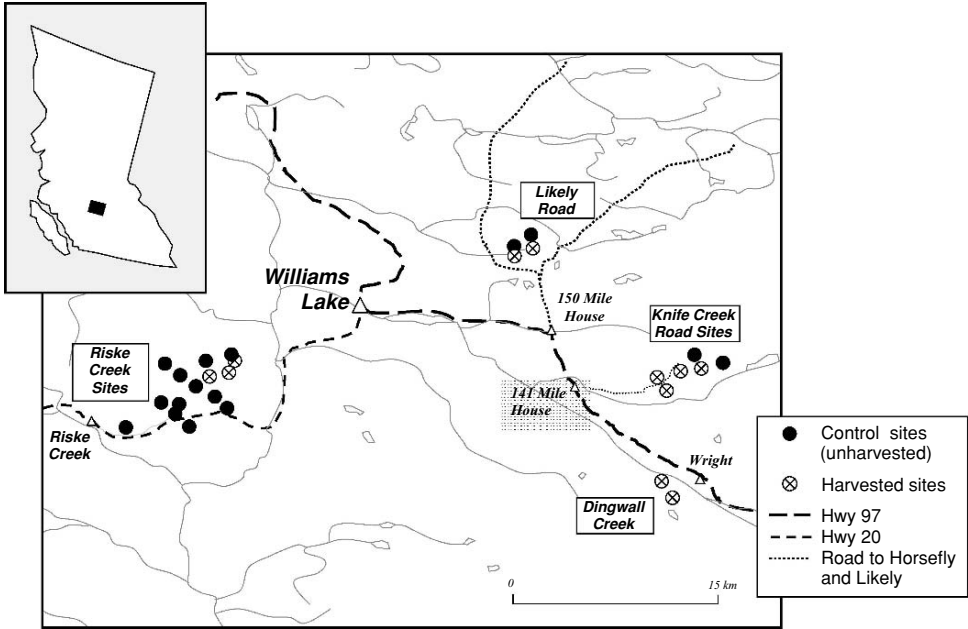 Likely
Road
Williams
Lake
150 Mile
House
Knife Creek
Road Sites
Riske
Creek
Sites
141 Mile
House
Riske
Creek
Wright
Dingwall
Creek
0 15 km
Control sites
(unharvested)
Harvested sites
Hwy 97
Hwy 20
Road to Horsefly
and Likely